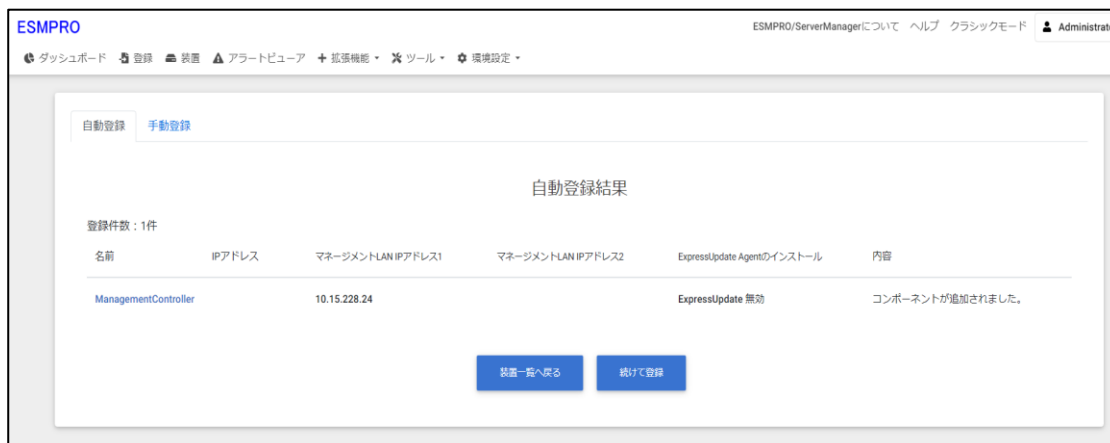 ESMPRO
ESMPRO/ServerManagerについて ヘルプ クラシックモード Administrat
ダッシュボード 登録 装置 アラートビューア 拡張機能 ツール 環境設定
自動登録 手動登録
自動登録結果
登録件数：1件
名前 IPアドレス マネージメントLAN IPアドレス1 マネージメントLAN IPアドレス2 ExpressUpdate Agentのインストール 内容
ManagementController 10.15.228.24 ExpressUpdate 無効 コンポーネントが追加されました。
装置一覧へ戻る 続けて登録